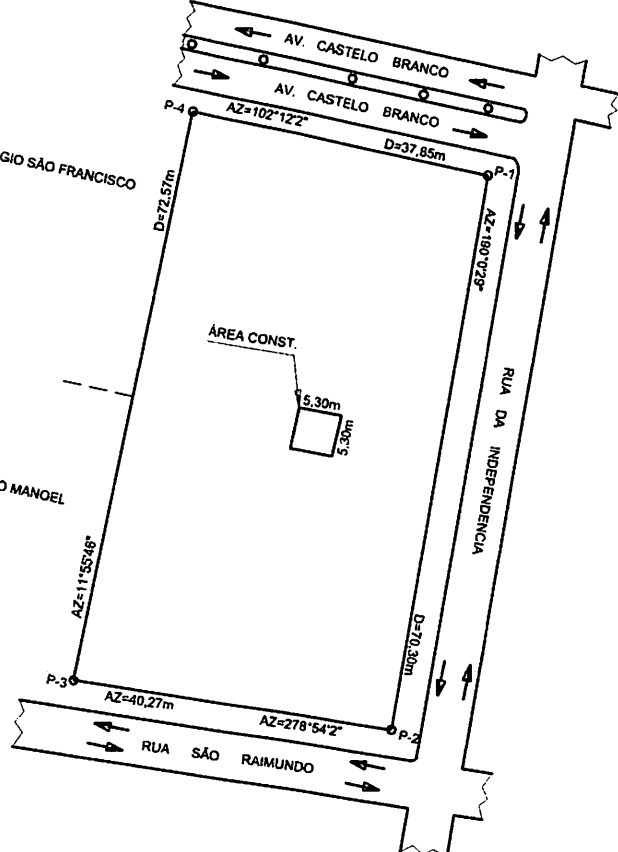 AV. CASTELO BRANCO
AV. CASTELO BRANCO
P-4
AZ=102°12'2"
D=37,85m
P-1
GIO SÃO FRANCISCO
D=72,57m
AZ=190°0'29"
ÁREA CONST.
5,30m
5,30m
RUA DA INDEPENDENCIA
O MANOEL
AZ=11°55'46"
D=70,30m
P-3
AZ=40,27m
AZ=278°54'2"
P-2
RUA SÃO RAIMUNDO